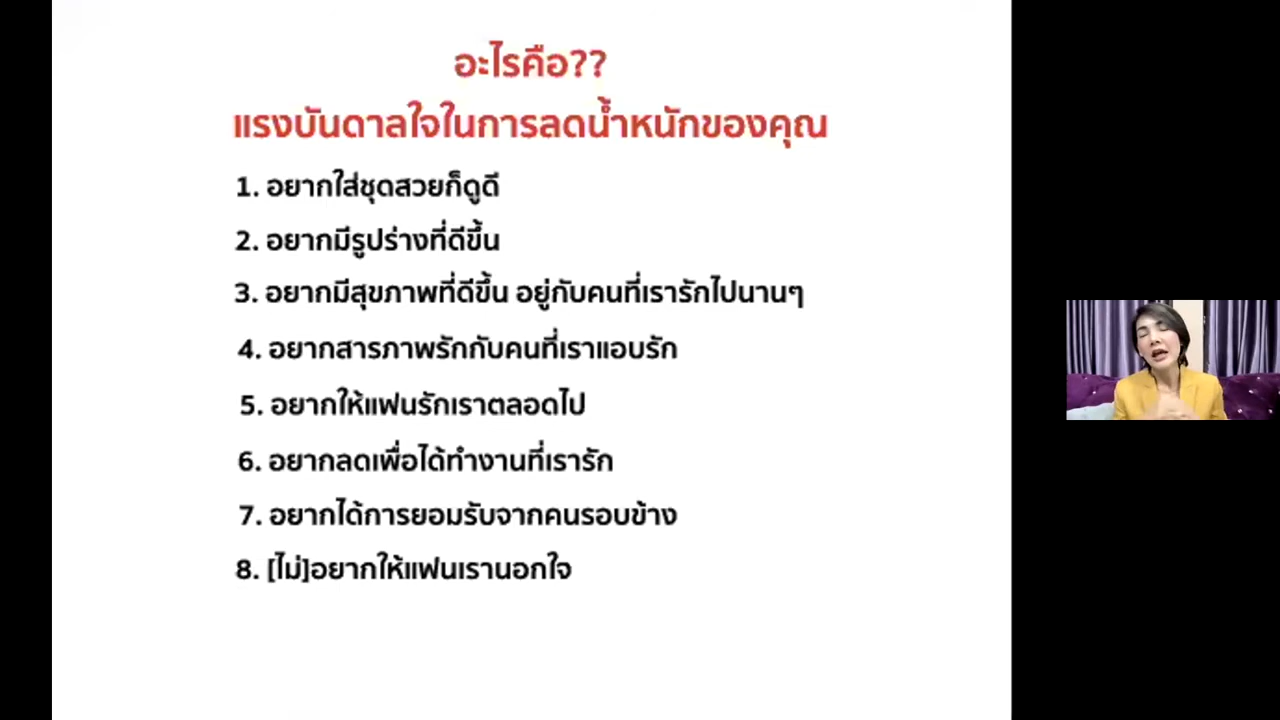 อะไรคือ??
แรงบันดาลใจในการลดน้ำหนักของคุณ
1. อยากใส่ชุดสวยก็ดูดี
2. อยากมีรูปร่างที่ดีขึ้น
3. อยากมีสุขภาพที่ดีขึ้น อยู่กับคนที่เรารักไปนานๆ
4. อยากสารภาพรักกับคนที่เราแอบรัก
5. อยากให้แฟนรักเราตลอดไป
6. อยากลดเพื่อได้ทำงานที่เรารัก
7. อยากได้การยอมรับจากคนรอบข้าง
8. [ไม่]อยากให้แฟนเรานอกใจ